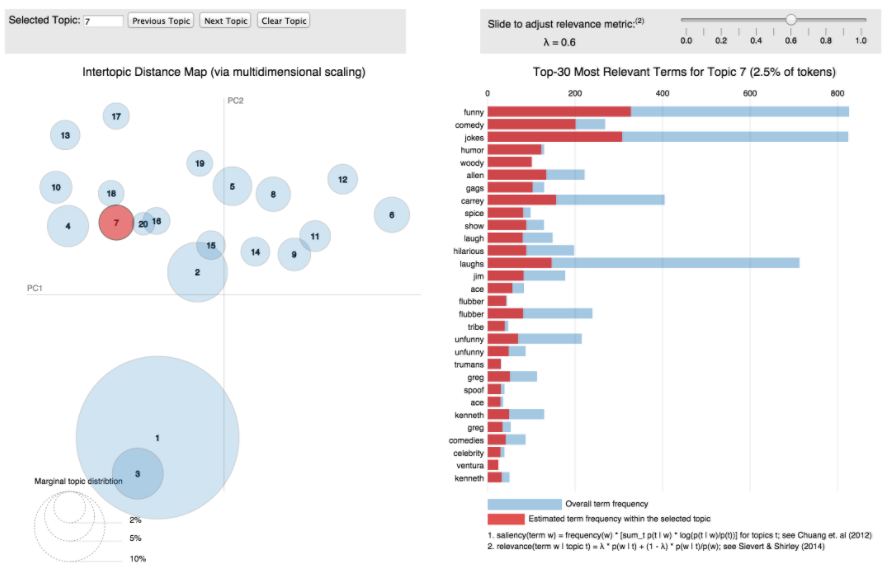 Selected Topic: 7 Previous Topic Next Topic Clear Topic
Slide to adjust relevance metric:(2)
λ = 0.6
0.0 0.2 0.4 0.6 0.8 1.0
Intertopic Distance Map (via multidimensional scaling)
PC2
17
13
19
12
10
18
5
8
6
4
7
20
16
11
15
14
9
2
PC1
1
3
Marginal topic distribtion
2%
5%
10%
Top-30 Most Relevant Terms for Topic 7 (2.5% of tokens)
0 200 400 600 800
funny
comedy
jokes
humor
woody
allen
gags
carrey
spice
show
laugh
hilarious
laughs
jim
ace
flubber
flubber
tribe
unfunny
unfunny
trumans
greg
spoof
ace
kenneth
greg
comedies
celebrity
ventura
kenneth
Overall term frequency
Estimated term frequency within the selected topic
1. saliency(term w) = frequency(w) * [sum_t p(t I w) * log(p(t I w)/p(t))] for topics t; see Chuang et. al (2012)
2. relevance(term w I topic t) = λ * p(w I t) + (1 - λ) * p(w I t)/p(w); see Sievert & Shirley (2014)